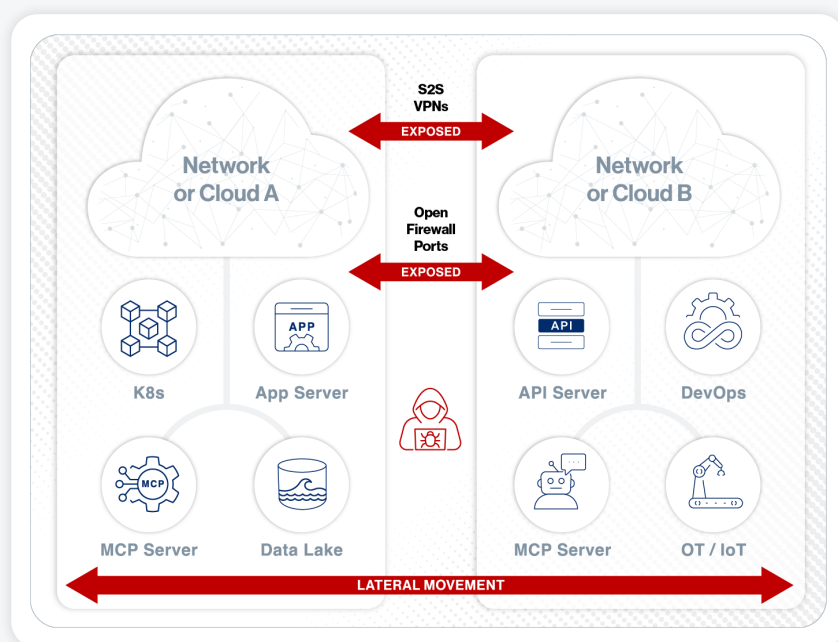 S2S
VPNs
EXPOSED
Network
or Cloud A
Network
or Cloud B
Open
Firewall
Ports
EXPOSED
APP
API
K8s
App Server
API Server
DevOps
MCP
MCP Server
Data Lake
MCP Server
OT / IoT
LATERAL MOVEMENT